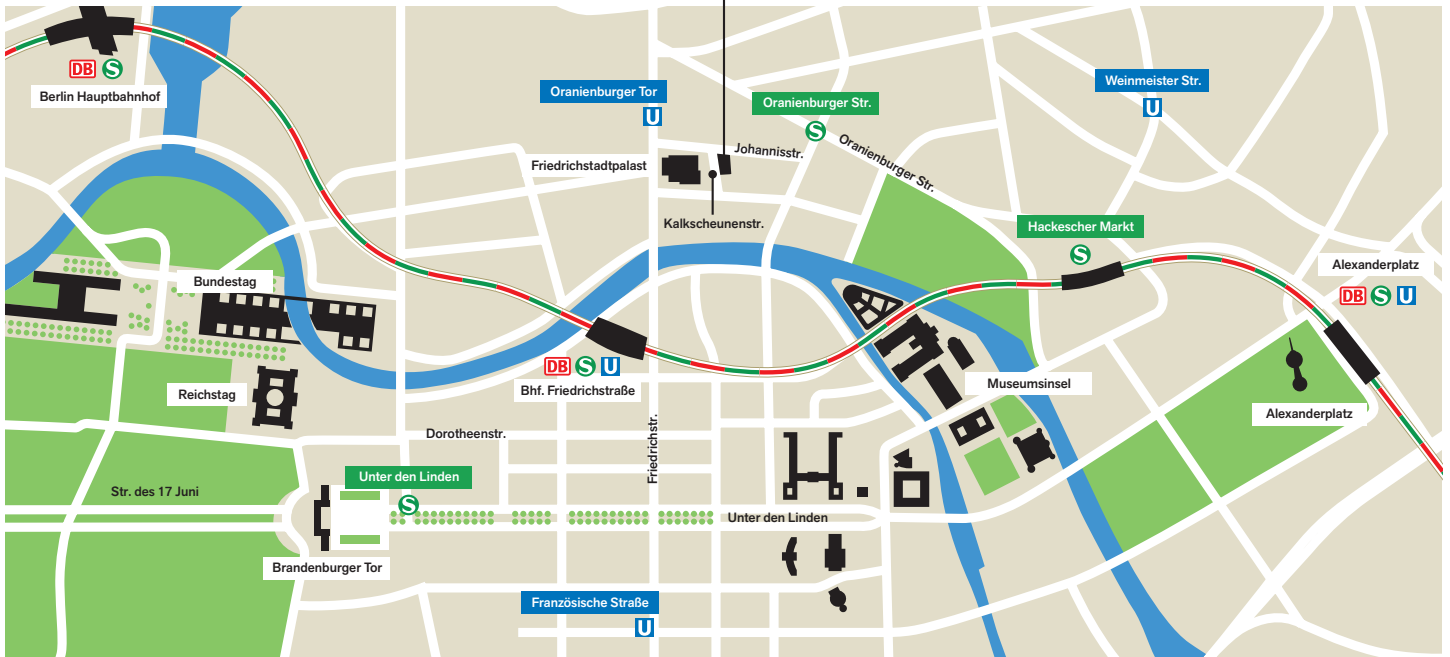 DB S
Berlin Hauptbahnhof
Oranienburger Tor
U
Oranienburger Str.
S
Weinmeister Str.
U
Johannisstr.
Oranienburger Str.
Friedrichstadtpalast
Kalkscheunenstr.
Hackescher Markt
S
Alexanderplatz
DB S U
Bundestag
DB S U
Bhf. Friedrichstraße
Reichstag
Museumsinsel
Alexanderplatz
Dorotheenstr.
Friedrichstr.
Unter den Linden
S
Str. des 17 Juni
Unter den Linden
Brandenburger Tor
Französische Straße
U